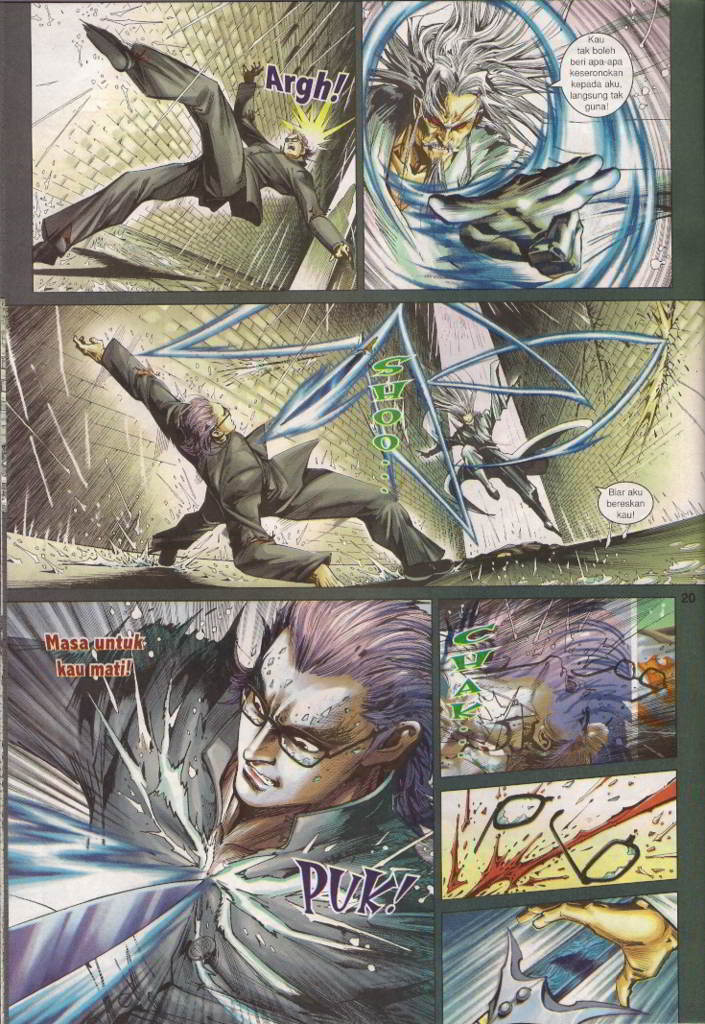 Argh!
Kau
tak boleh
beri apa-apa
keseronokan
kepada aku,
langsung tak
guna!
SHOO...
Biar aku
bereskan
kau!
20
Masa untuk
kau mati!
PUK!
CHAK...